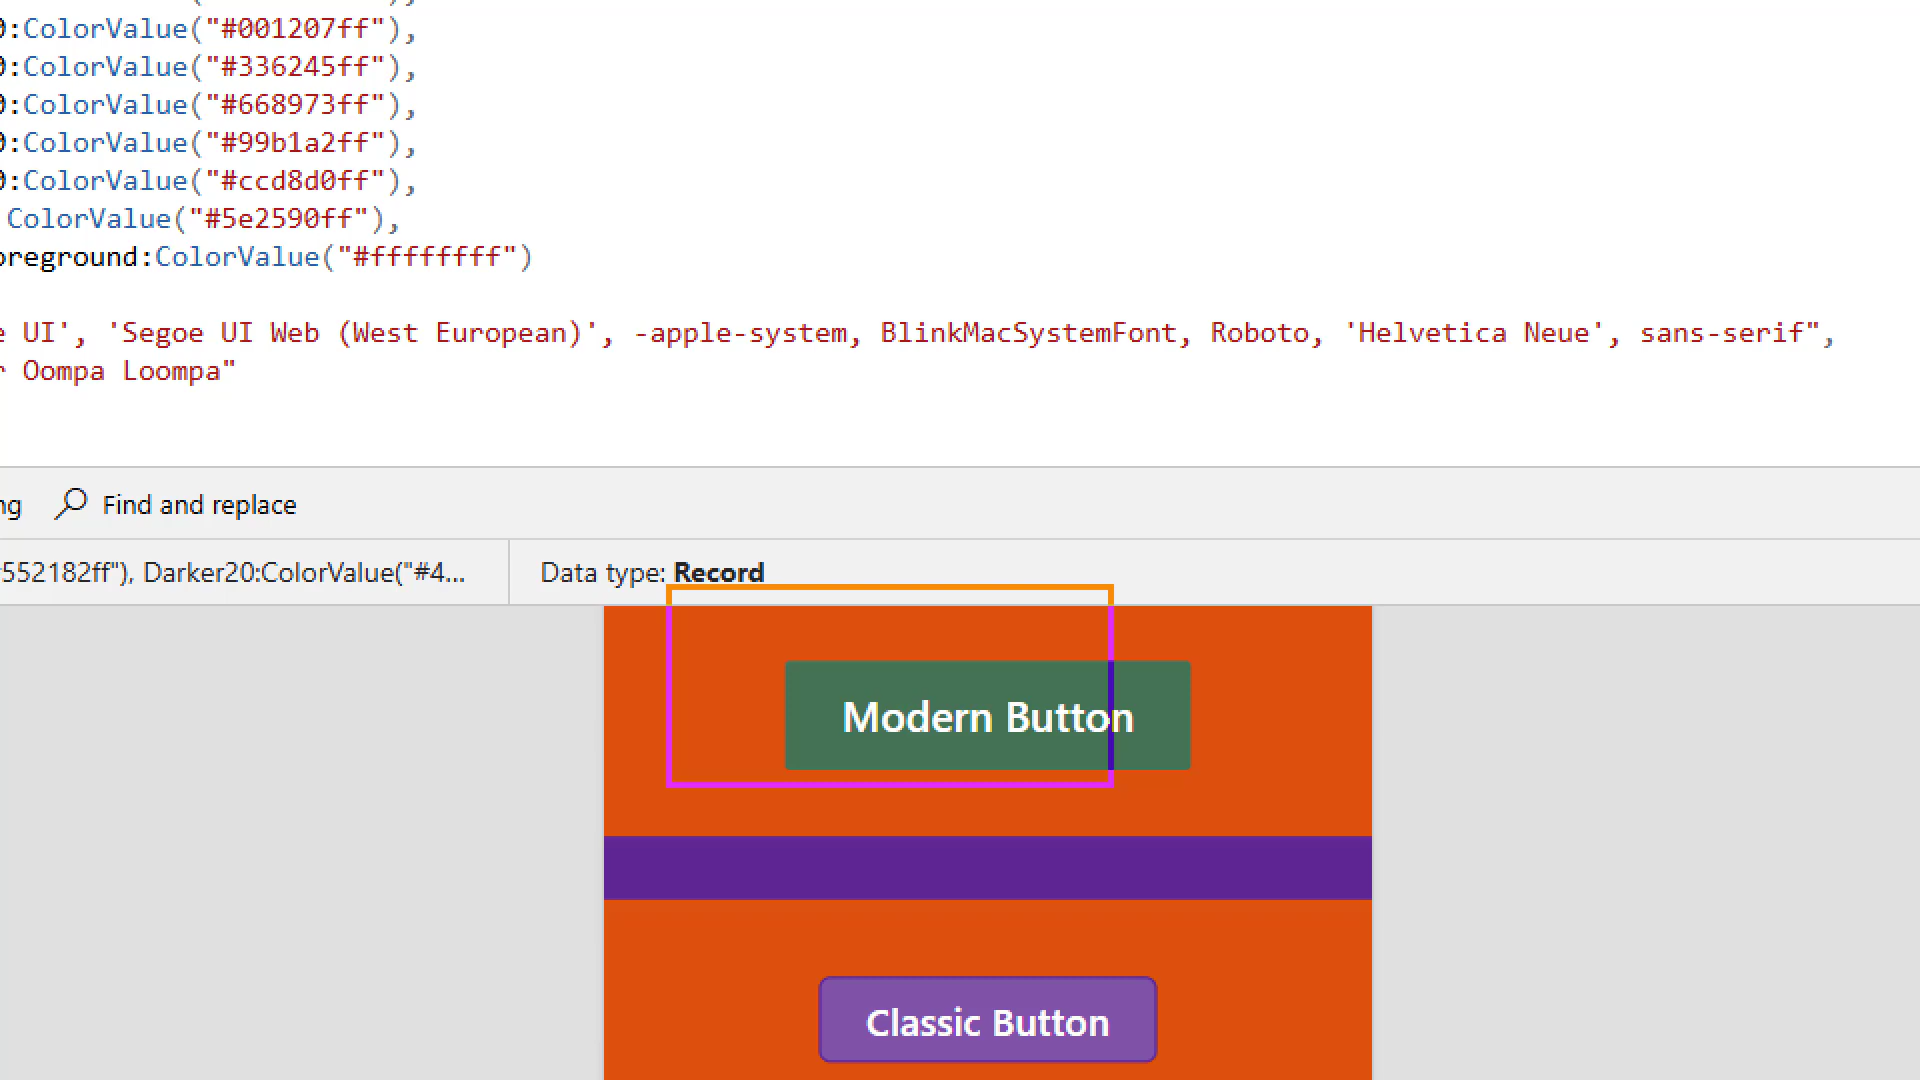 0:ColorValue("#001207ff"),
0:ColorValue("#336245ff"),
0:ColorValue("#668973ff"),
0:ColorValue("#99b1a2ff"),
0:ColorValue("#ccd8d0ff"),
ColorValue("#5e2590ff"),
oreground:ColorValue("#ffffffff")
e UI', 'Segoe UI Web (West European)', -apple-system, BlinkMacSystemFont, Roboto, 'Helvetica Neue', sans-serif",
r Oompa Loompa"
ng Find and replace
552182ff"), Darker20:ColorValue("#4... Data type: Record
Modern Button
Classic Button